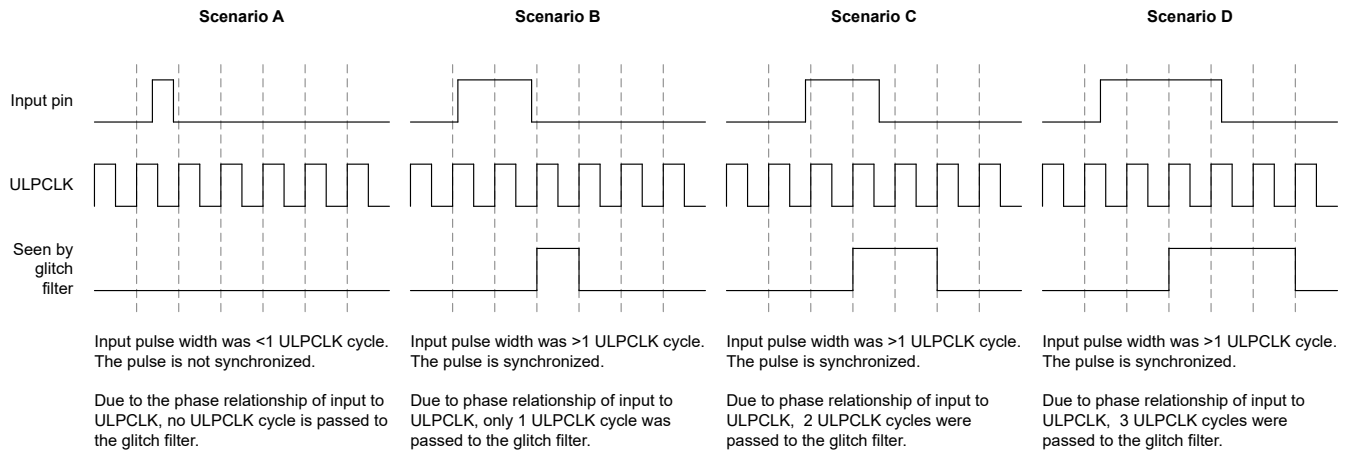 Scenario A
Scenario B
Scenario C
Scenario D
Input pin
ULPCLK
Seen by
glitch
filter
Input pulse width was <1 ULPCLK cycle.
The pulse is not synchronized.
Due to the phase relationship of input to
ULPCLK, no ULPCLK cycle is passed to
the glitch filter.
Input pulse width was >1 ULPCLK cycle.
The pulse is synchronized.
Due to phase relationship of input to
ULPCLK, only 1 ULPCLK cycle was
passed to the glitch filter.
Input pulse width was >1 ULPCLK cycle.
The pulse is synchronized.
Due to phase relationship of input to
ULPCLK, 2 ULPCLK cycles were
passed to the glitch filter.
Input pulse width was >1 ULPCLK cycle.
The pulse is synchronized.
Due to phase relationship of input to
ULPCLK, 3 ULPCLK cycles were
passed to the glitch filter.